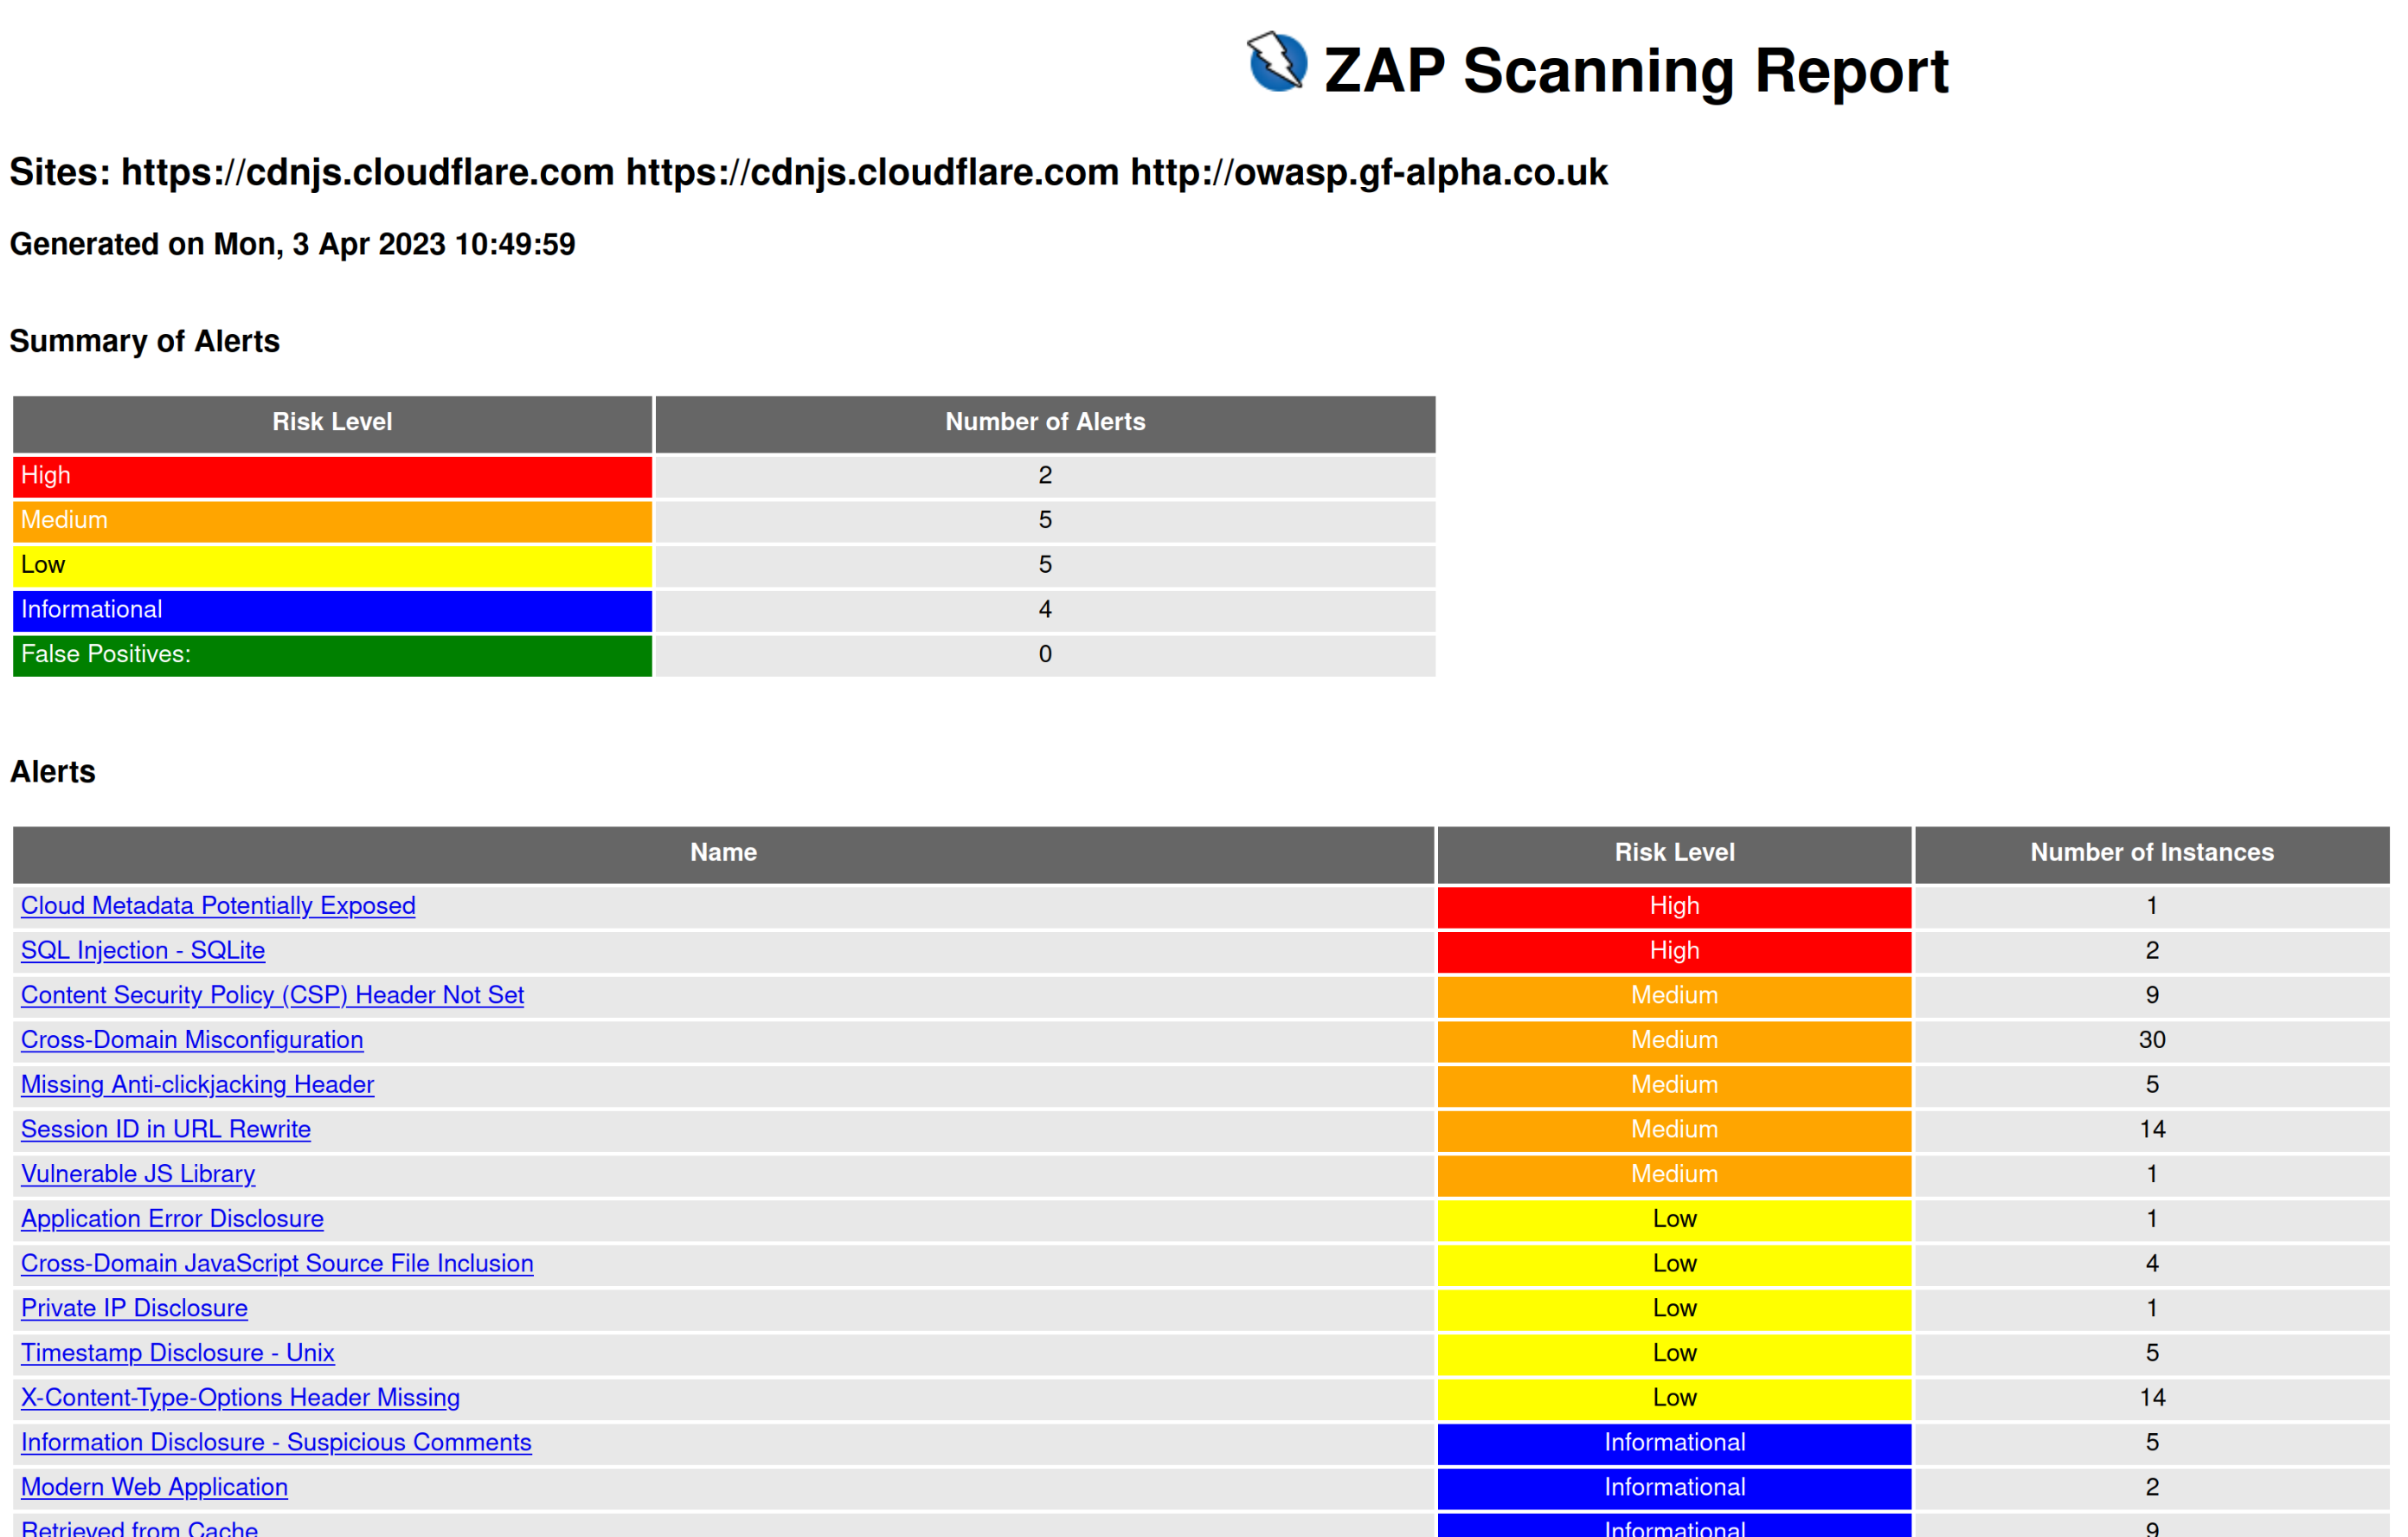 ZAP Scanning Report
Sites: https://cdnjs.cloudflare.com https://cdnjs.cloudflare.com http://owasp.gf-alpha.co.uk
Generated on Mon, 3 Apr 2023 10:49:59
Summary of Alerts
Risk Level Number of Alerts
High 2
Medium 5
Low 5
Informational 4
False Positives: 0
Alerts
Name Risk Level Number of Instances
Cloud Metadata Potentially Exposed High 1
SQL Injection - SQLite High 2
Content Security Policy (CSP) Header Not Set Medium 9
Cross-Domain Misconfiguration Medium 30
Missing Anti-clickjacking Header Medium 5
Session ID in URL Rewrite Medium 14
Vulnerable JS Library Medium 1
Application Error Disclosure Low 1
Cross-Domain JavaScript Source File Inclusion Low 4
Private IP Disclosure Low 1
Timestamp Disclosure - Unix Low 5
X-Content-Type-Options Header Missing Low 14
Information Disclosure - Suspicious Comments Informational 5
Modern Web Application Informational 2
Retrieved from Cache Informational 9